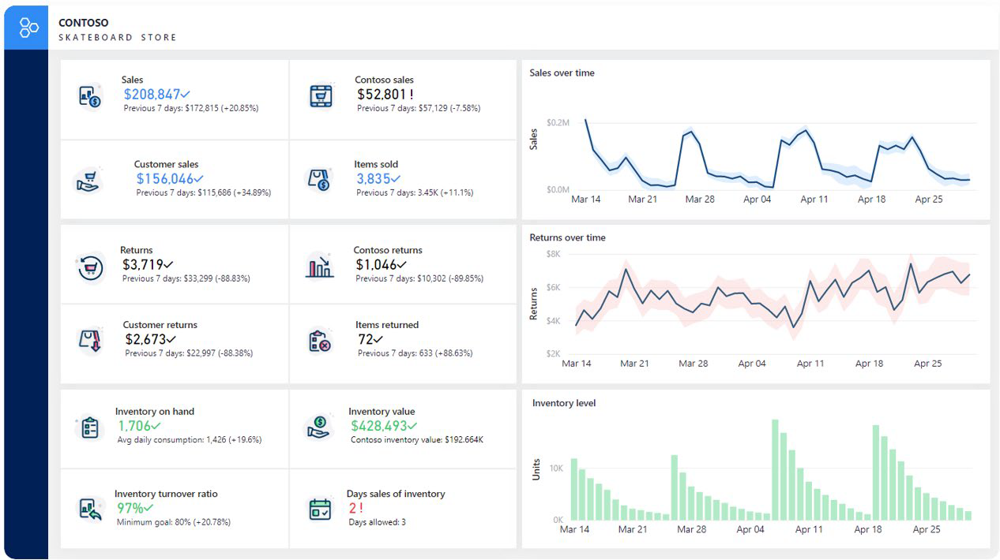 CONTOSO
SKATEBOARD STORE
Sales
$208,847✓
Previous 7 days: $172,815 (+20.85%)
Contoso sales
$52,801 !
Previous 7 days: $57,129 (-7.58%)
Customer sales
$156,046✓
Previous 7 days: $115,686 (+34.89%)
Items sold
3,835✓
Previous 7 days: 3.45K (+11.1%)
Returns
$3,719✓
Previous 7 days: $33,299 (-88.83%)
Contoso returns
$1,046✓
Previous 7 days: $10,302 (-89.85%)
Customer returns
$2,673✓
Previous 7 days: $22,997 (-88.38%)
Items returned
72✓
Previous 7 days: 633 (+88.63%)
Inventory on hand
1,706✓
Avg daily consumption: 1,426 (+19.6%)
Inventory value
$428,493✓
Contoso inventory value: $192.664K
Inventory turnover ratio
97%✓
Minimum goal: 80% (+20.78%)
Days sales of inventory
2 !
Days allowed: 3
Sales over time
Sales
$0.2M
$0.0M
Mar 14 Mar 21 Mar 28 Apr 04 Apr 11 Apr 18 Apr 25
Returns over time
Returns
$8K
$6K
$4K
$2K
Mar 14 Mar 21 Mar 28 Apr 04 Apr 11 Apr 18 Apr 25
Inventory level
Units
10K
0K
Mar 14 Mar 21 Mar 28 Apr 04 Apr 11 Apr 18 Apr 25